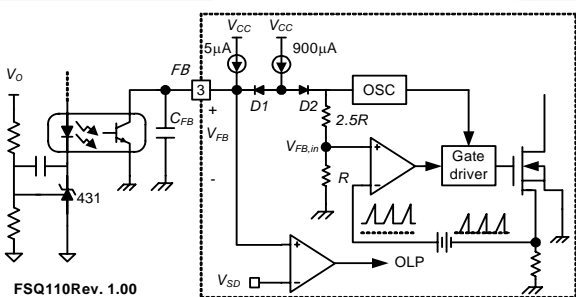 VCC VCC
5μA 900μA
VO
FB 3
D1 D2 OSC
CFB
+
VFB
-
2.5R
VFB,in
R
+
-
Gate
driver
431
+
-
VSD
OLP
FSQ110Rev. 1.00